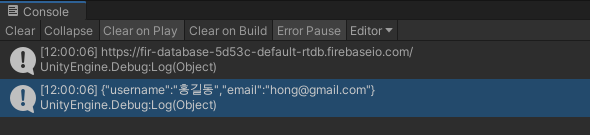 Console
Clear Collapse Clear on Play Clear on Build Error Pause Editor
[12:00:06] https://fir-database-5d53c-default-rtdb.firebaseio.com/
UnityEngine.Debug:Log(Object)
[12:00:06] {"username":"홍길동","email":"hong@gmail.com"}
UnityEngine.Debug:Log(Object)